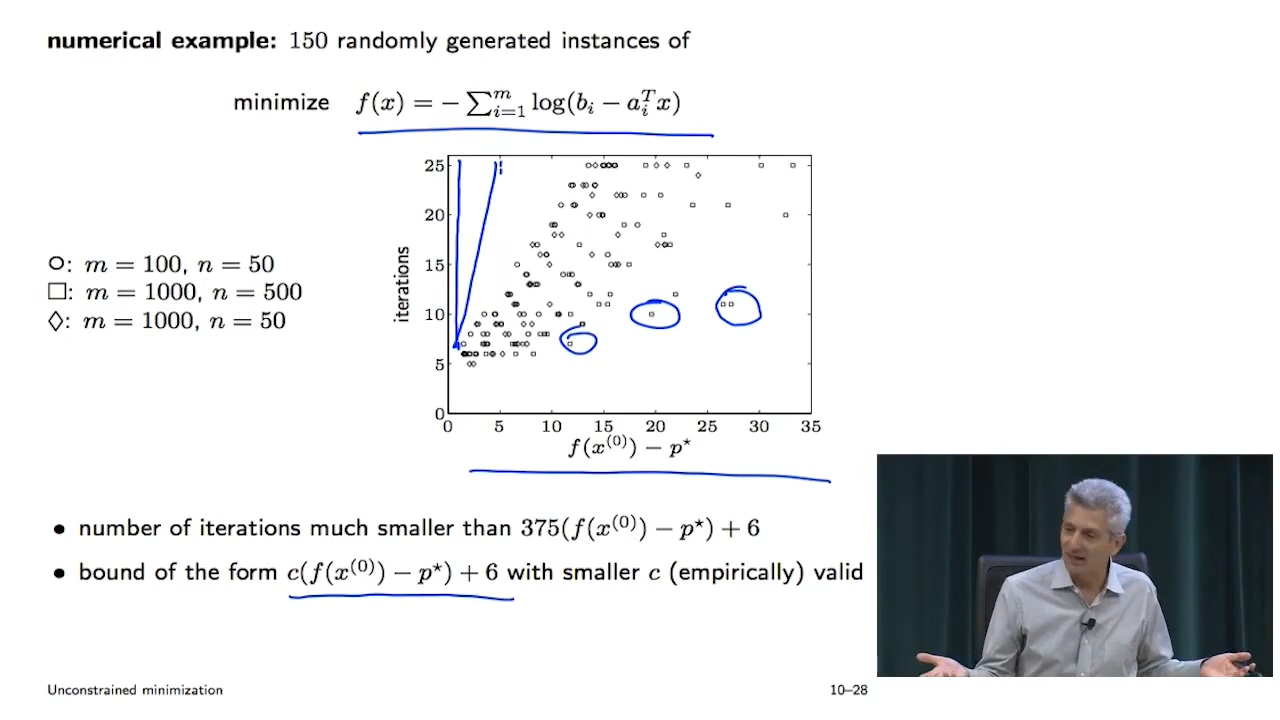 numerical example: 150 randomly generated instances of
minimize f(x) = −∑ᵢ₌₁ᵐ log(bᵢ − aᵢᵀx)
25
20
15
10
5
0
iterations
0 5 10 15 20 25 30 35
f(x⁽⁰⁾) − p⋆
○: m = 100, n = 50
□: m = 1000, n = 500
◇: m = 1000, n = 50
• number of iterations much smaller than 375(f(x⁽⁰⁾) − p⋆) + 6
• bound of the form c(f(x⁽⁰⁾) − p⋆) + 6 with smaller c (empirically) valid
Unconstrained minimization 10–28